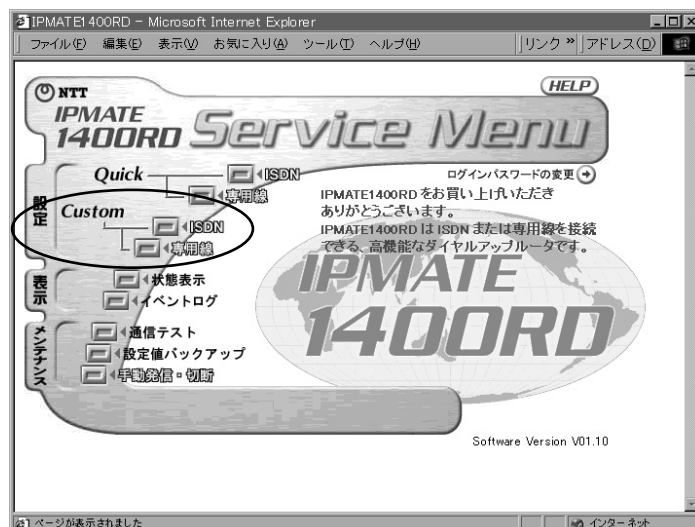 IPMATE1400RD - Microsoft Internet Explorer
ファイル(F) 編集(E) 表示(V) お気に入り(A) ツール(T) ヘルプ(H) リンク » アドレス(D)
NTT
HELP
IPMATE
1400RD
Service Menu
設定
Quick
ISDN
専用線
ログインパスワードの変更
Custom
ISDN
専用線
IPMATE1400RDをお買い上げいただき
ありがとうございます。
IPMATE1400RDはISDNまたは専用線を接続
できる、高機能なダイヤルアップルータです。
表示
状態表示
イベントログ
IPMATE
1400RD
メンテナンス
通信テスト
設定値バックアップ
手動発信・切断
Software Version V01.10
ページが表示されました
インターネット